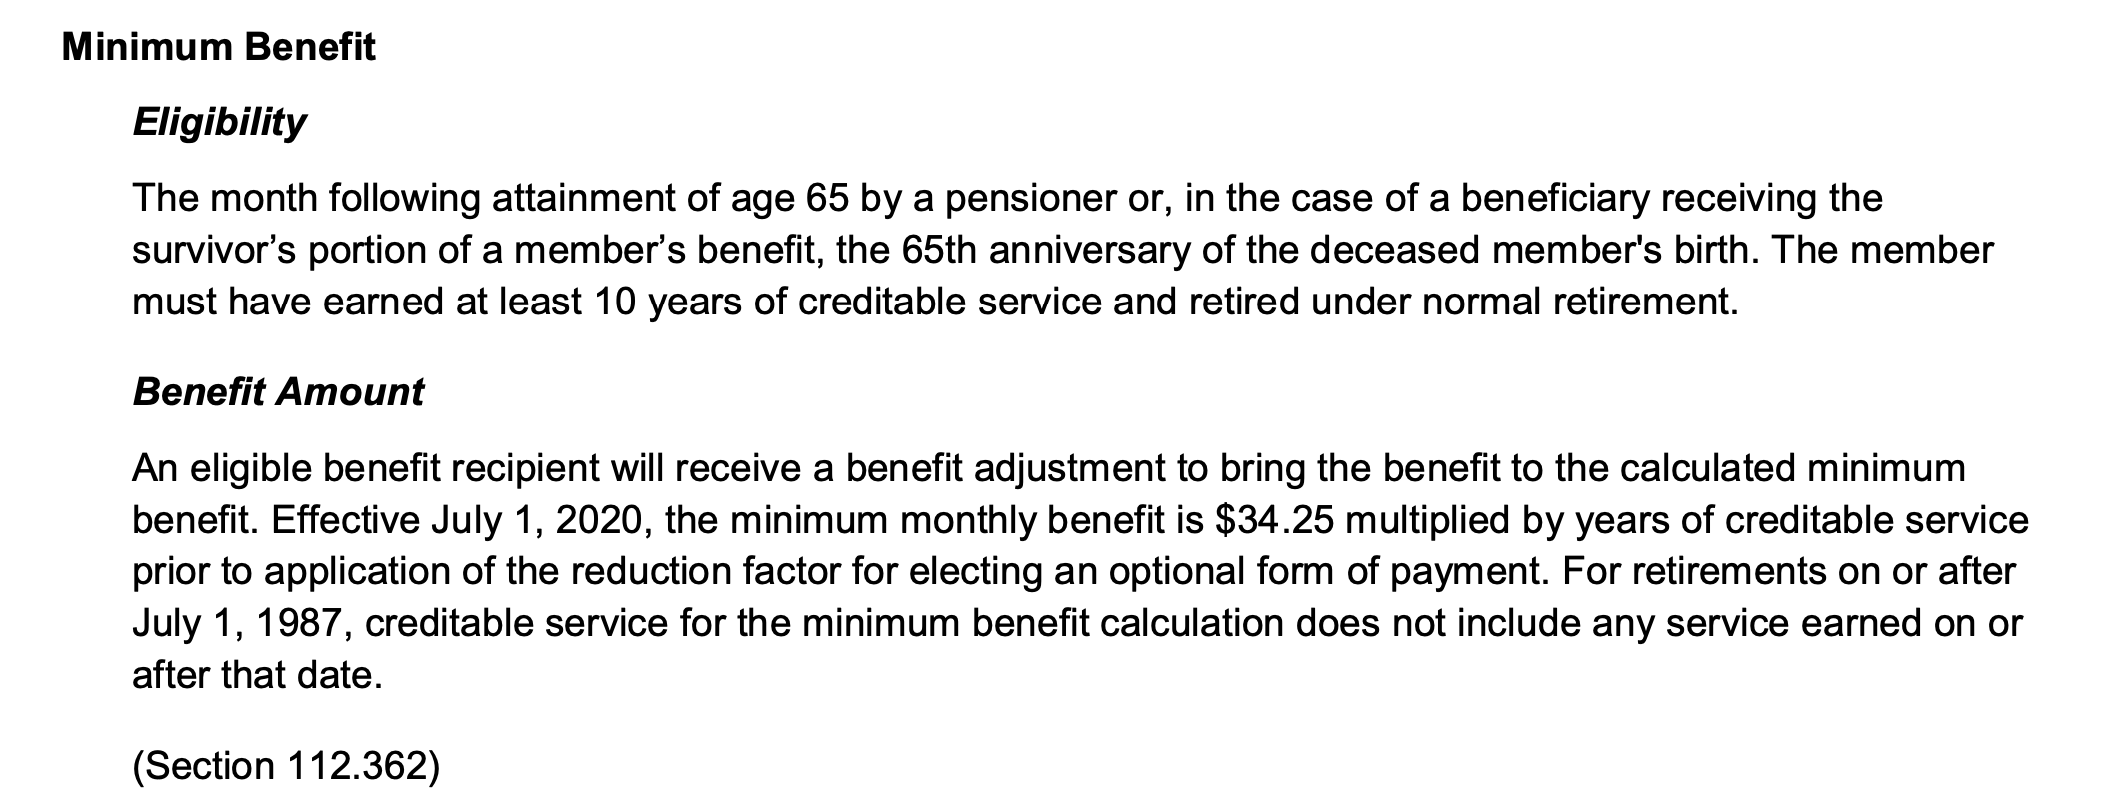 Minimum Benefit
Eligibility
The month following attainment of age 65 by a pensioner or, in the case of a beneficiary receiving the
survivor’s portion of a member’s benefit, the 65th anniversary of the deceased member's birth. The member
must have earned at least 10 years of creditable service and retired under normal retirement.
Benefit Amount
An eligible benefit recipient will receive a benefit adjustment to bring the benefit to the calculated minimum
benefit. Effective July 1, 2020, the minimum monthly benefit is $34.25 multiplied by years of creditable service
prior to application of the reduction factor for electing an optional form of payment. For retirements on or after
July 1, 1987, creditable service for the minimum benefit calculation does not include any service earned on or
after that date.
(Section 112.362)